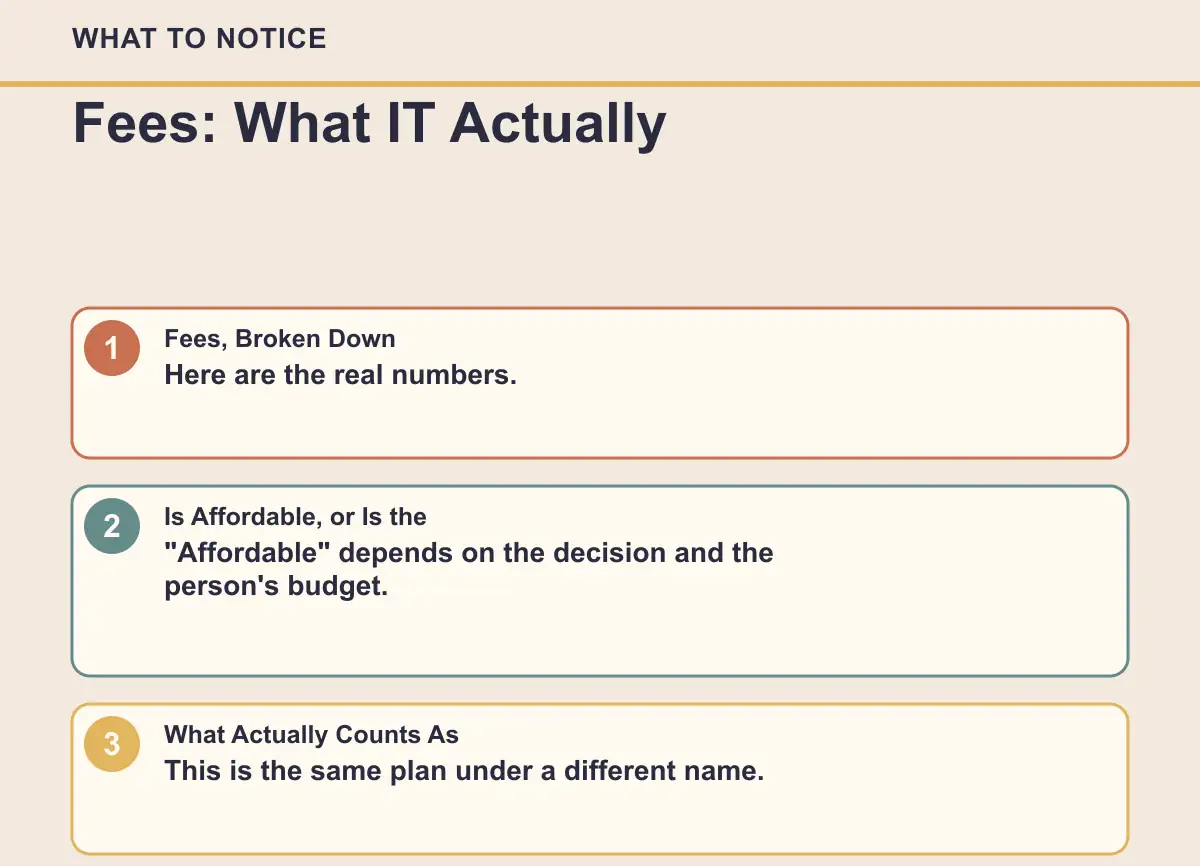 WHAT TO NOTICE
Fees: What IT Actually
1
Fees, Broken Down
Here are the real numbers.
2
Is Affordable, or Is the
"Affordable" depends on the decision and the
person's budget.
3
What Actually Counts As
This is the same plan under a different name.